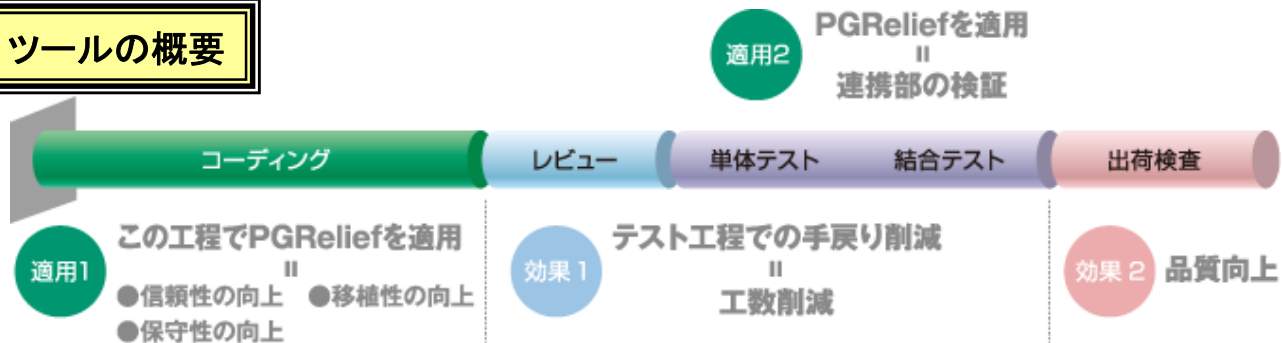 ツールの概要
適用2
PGReliefを適用
=
連携部の検証
コーディング
レビュー
単体テスト
結合テスト
出荷検査
適用1
この工程でPGReliefを適用
=
●信頼性の向上 ●移植性の向上
●保守性の向上
効果1
テスト工程での手戻り削減
=
工数削減
効果2
品質向上